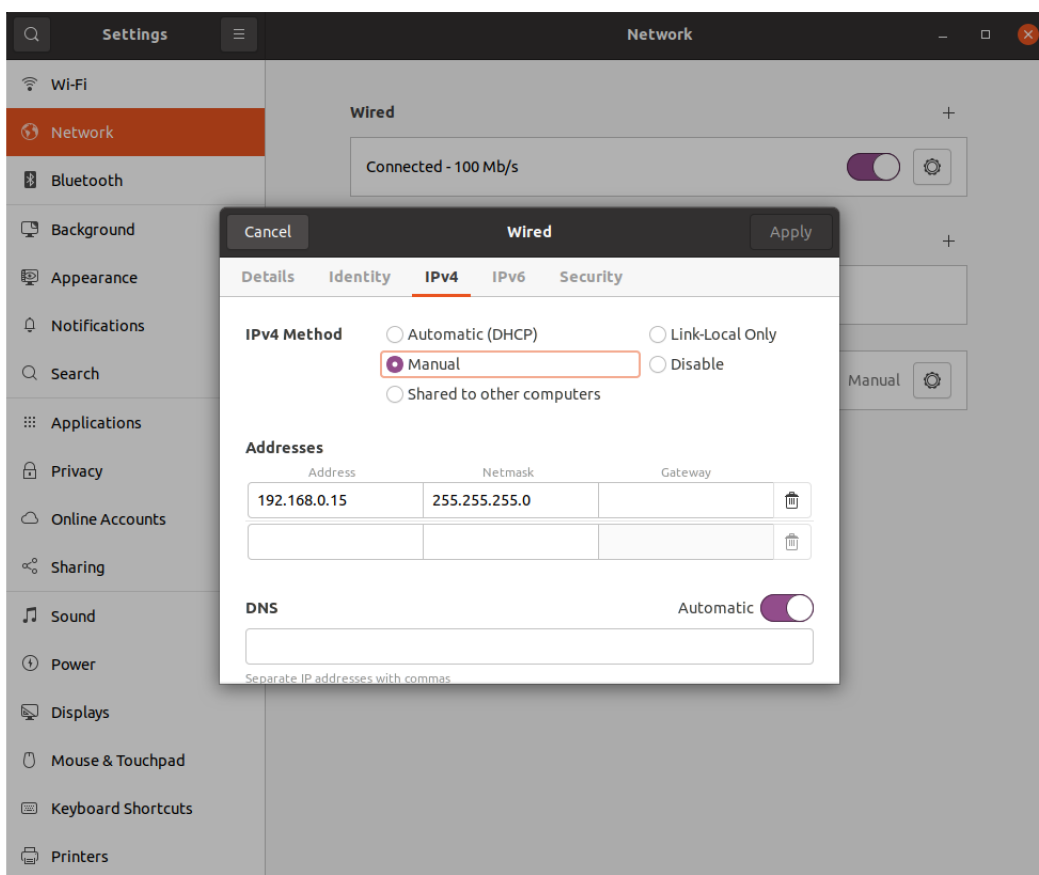 Settings
Network
Wi-Fi
Network
Bluetooth
Background
Appearance
Notifications
Search
Applications
Privacy
Online Accounts
Sharing
Sound
Power
Displays
Mouse & Touchpad
Keyboard Shortcuts
Printers
Wired
Connected - 100 Mb/s
Manual
Cancel
Wired
Apply
Details Identity IPv4 IPv6 Security
IPv4 Method
Automatic (DHCP) Link-Local Only
Manual Disable
Shared to other computers
Addresses
Address Netmask Gateway
192.168.0.15 255.255.255.0
DNS Automatic
Separate IP addresses with commas